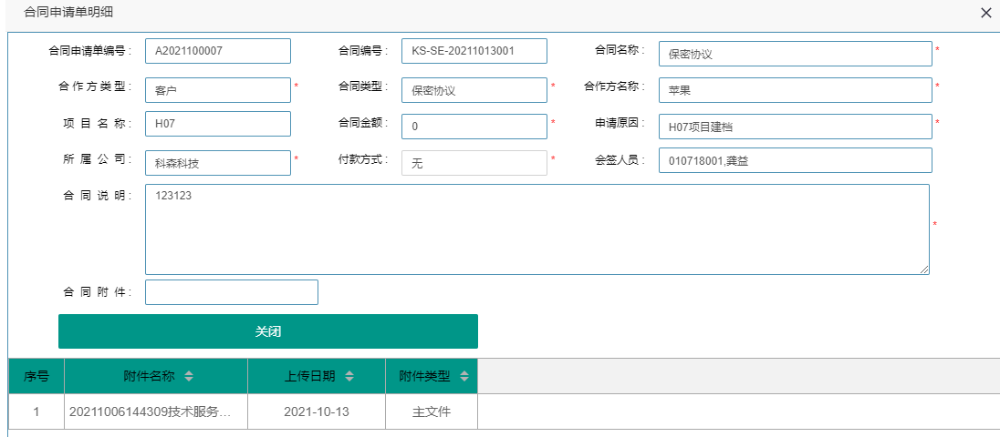 合同申请单明细
合同申请单编号: A2021100007 合同编号: KS-SE-20211013001 合同名称: 保密协议 *
合作方类型: 客户 * 合同类型: 保密协议 * 合作方名称: 苹果 *
项目名称: H07 合同金额: 0 * 申请原因: H07项目建档 *
所属公司: 科森科技 * 付款方式: 无 * 会签人员: 010718001,龚益
合同说明: 123123 *
合同附件:
关闭
序号 附件名称 上传日期 附件类型
1 20211006144309技术服务... 2021-10-13 主文件